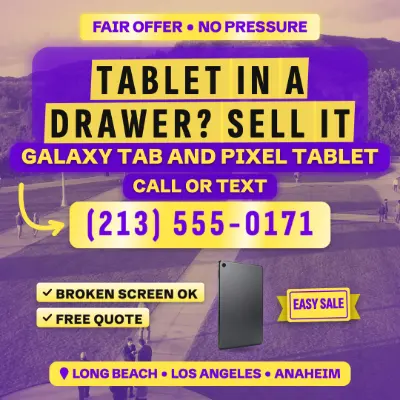 FAIR OFFER • NO PRESSURE
TABLET IN A
DRAWER? SELL IT
GALAXY TAB AND PIXEL TABLET
CALL OR TEXT
(213) 555-0171
✓ BROKEN SCREEN OK
✓ FREE QUOTE
EASY SALE
LONG BEACH • LOS ANGELES • ANAHEIM